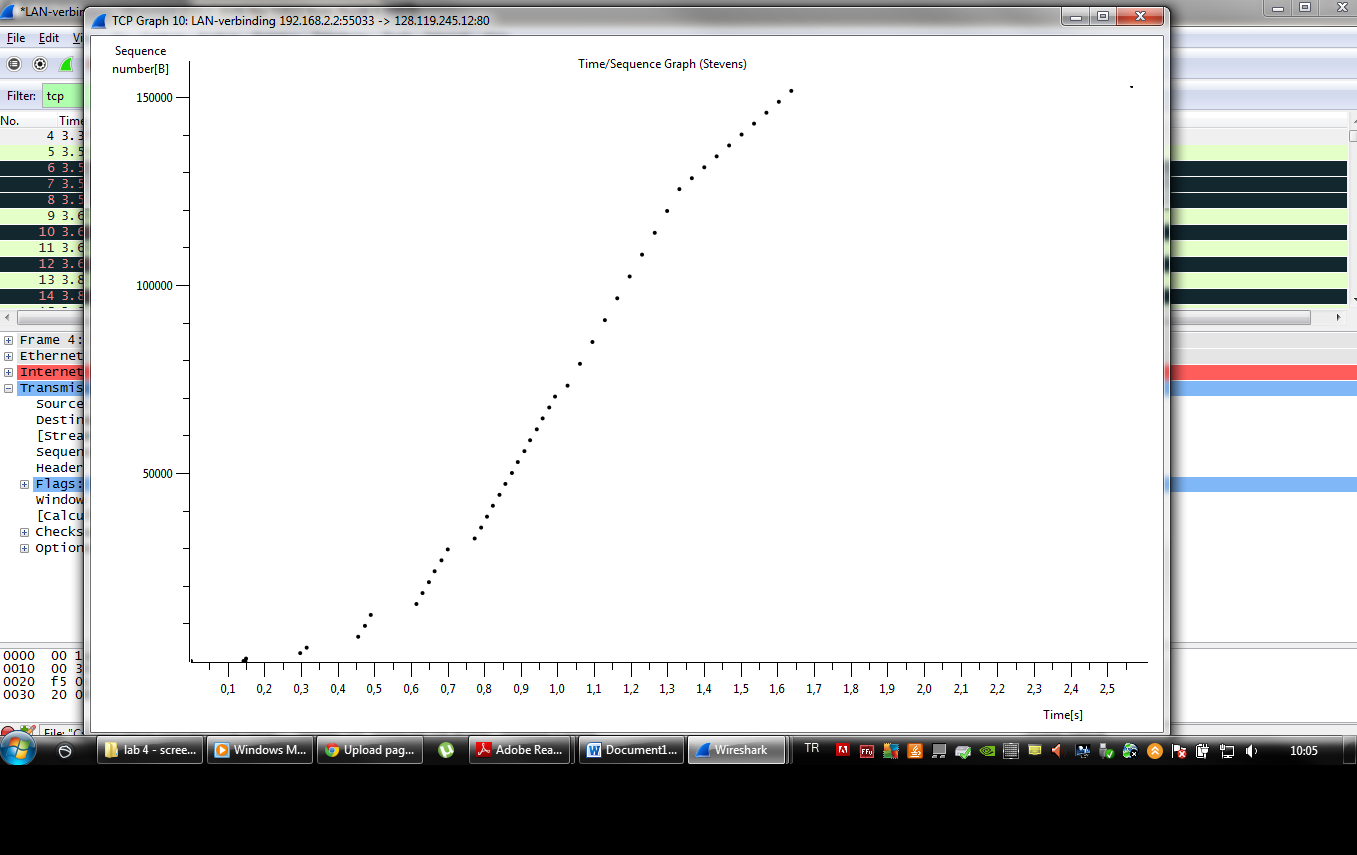 *LAN-verbin
TCP Graph 10: LAN-verbinding 192.168.2.2:55033 -> 128.119.245.12:80
File Edit Vi
Filter: tcp
No. Time
4 3.3
5 3.5
6 3.5
7 3.5
8 3.5
9 3.6
10 3.6
11 3.6
12 3.6
13 3.8
14 3.8
Frame 4:
Ethernet
Internet
Transmis
Source
Destin
[Strea
Sequen
Header
Flags:
Window
[Calcu
Checks
Option
0000 00 1
0010 00 3
0020 f5 0
0030 20 0
File: "C
Sequence
number[B]
Time/Sequence Graph (Stevens)
150000
100000
50000
0,1 0,2 0,3 0,4 0,5 0,6 0,7 0,8 0,9 1,0 1,1 1,2 1,3 1,4 1,5 1,6 1,7 1,8 1,9 2,0 2,1 2,2 2,3 2,4 2,5
Time[s]
lab 4 - scree... Windows M... Upload pag... Adobe Rea... Document1... Wireshark TR 10:05